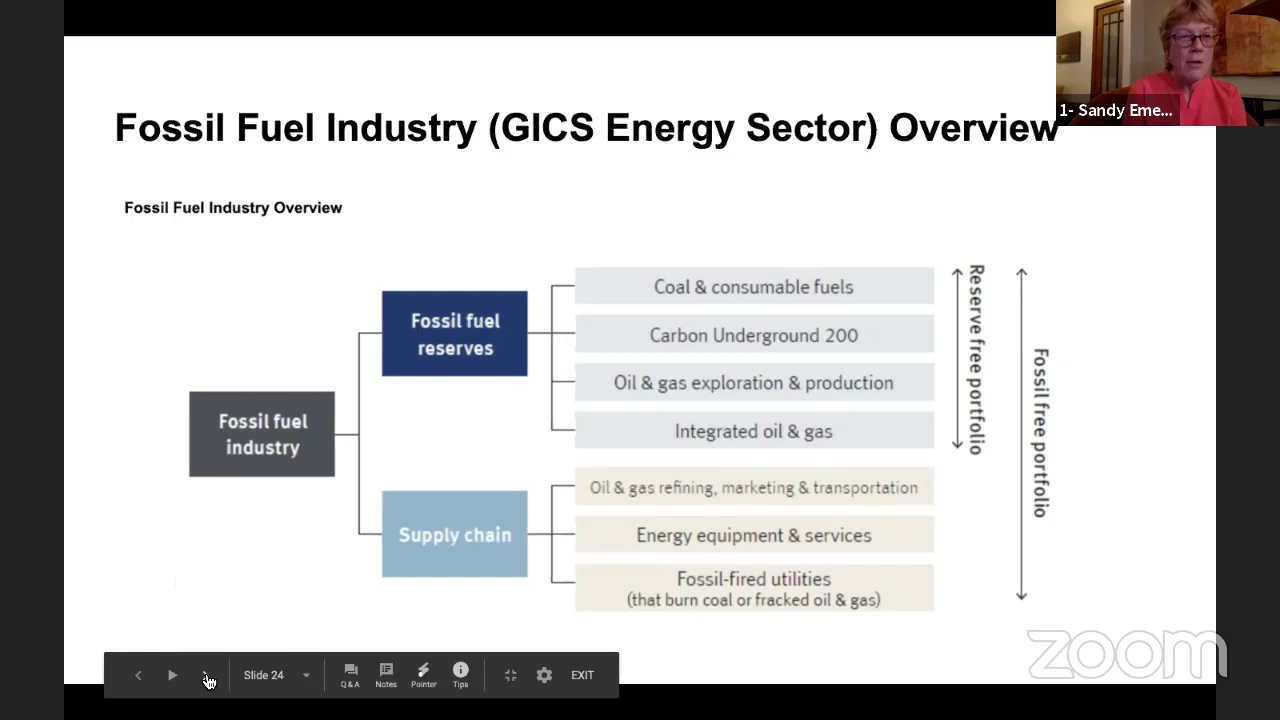 1- Sandy Eme...
Fossil Fuel Industry (GICS Energy Sector) Overview
Fossil Fuel Industry Overview
Fossil fuel
industry
Fossil fuel
reserves
Coal & consumable fuels
Carbon Underground 200
Oil & gas exploration & production
Integrated oil & gas
Supply chain
Oil & gas refining, marketing & transportation
Energy equipment & services
Fossil-fired utilities
(that burn coal or fracked oil & gas)
Reserve free portfolio
Fossil free portfolio
Slide 24
Q&A
Notes
Pointer
Tips
EXIT
zoom